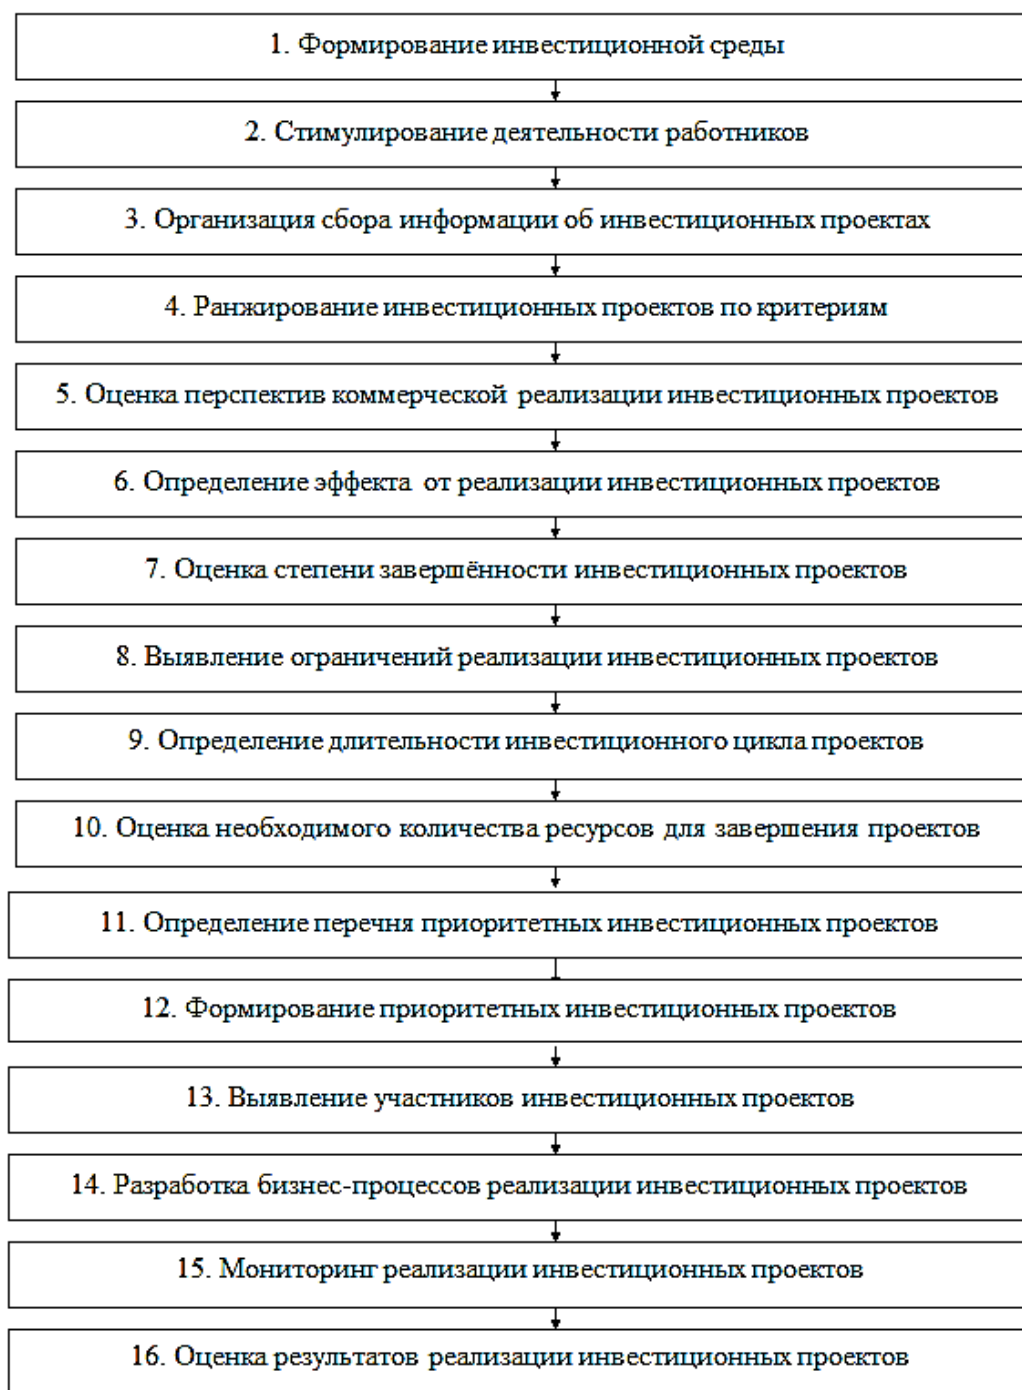 1. Формирование инвестиционной среды
2. Стимулирование деятельности работников
3. Организация сбора информации об инвестиционных проектах
4. Ранжирование инвестиционных проектов по критериям
5. Оценка перспектив коммерческой реализации инвестиционных проектов
6. Определение эффекта от реализации инвестиционных проектов
7. Оценка степени завершённости инвестиционных проектов
8. Выявление ограничений реализации инвестиционных проектов
9. Определение длительности инвестиционного цикла проектов
10. Оценка необходимого количества ресурсов для завершения проектов
11. Определение перечня приоритетных инвестиционных проектов
12. Формирование приоритетных инвестиционных проектов
13. Выявление участников инвестиционных проектов
14. Разработка бизнес-процессов реализации инвестиционных проектов
15. Мониторинг реализации инвестиционных проектов
16. Оценка результатов реализации инвестиционных проектов